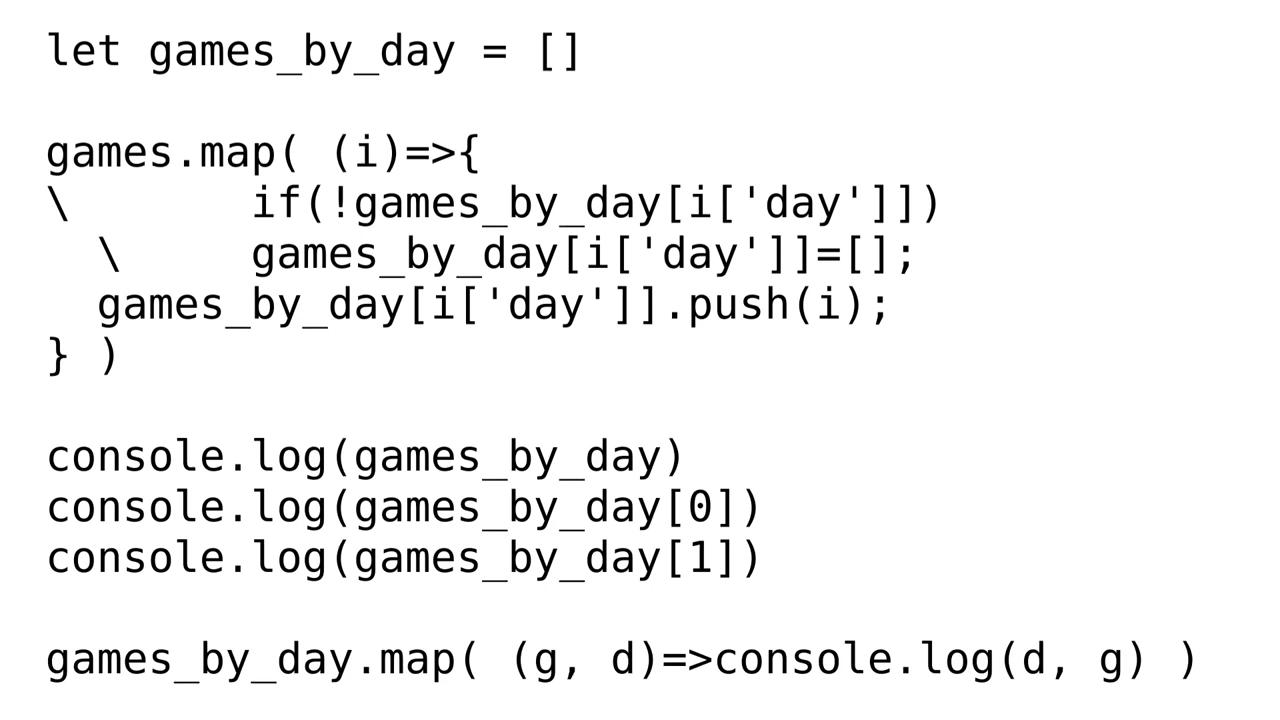 let games_by_day = []

games.map( (i)=>{
\       if(!games_by_day[i['day']])
  \     games_by_day[i['day']]=[];
  games_by_day[i['day']].push(i);
} )

console.log(games_by_day)
console.log(games_by_day[0])
console.log(games_by_day[1])

games_by_day.map( (g, d)=>console.log(d, g) )